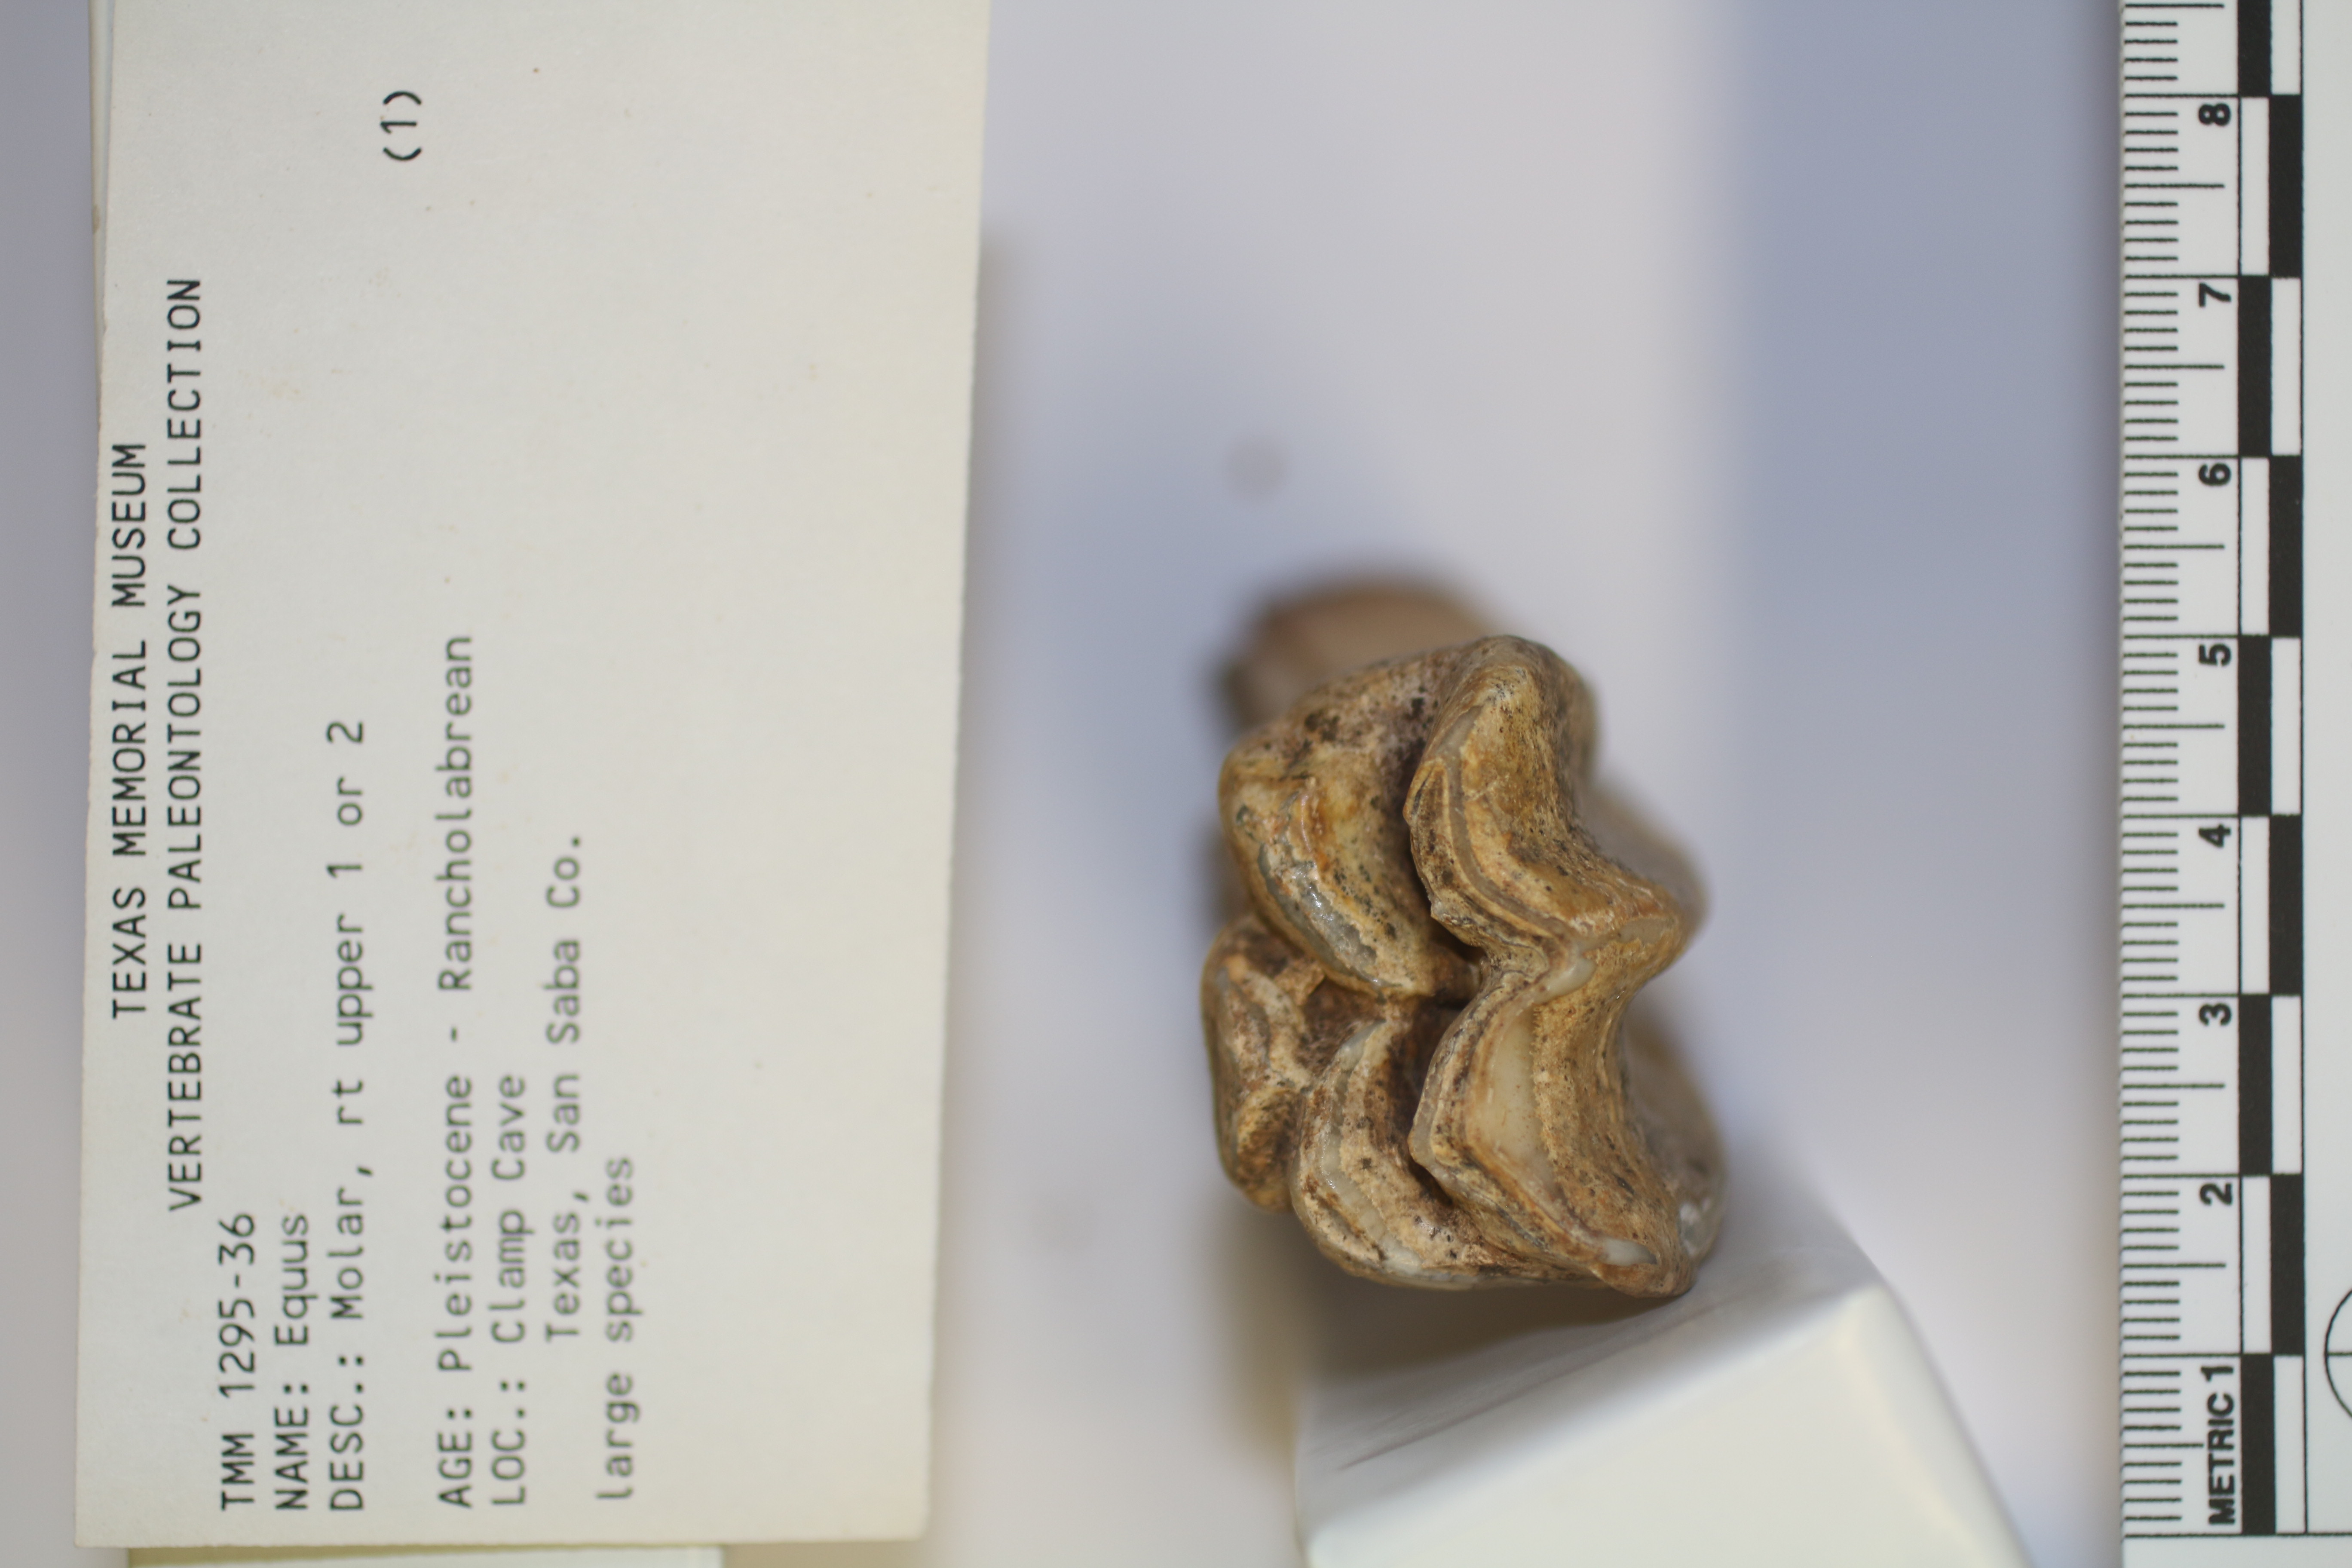 TEXAS MEMORIAL MUSEUM
VERTEBRATE PALEONTOLOGY COLLECTION
TMM 1295-36
NAME: Equus
DESC.: Molar, rt upper 1 or 2
(1)
AGE: Pleistocene - Rancholabrean
LOC.: Clamp Cave
Texas, San Saba Co.
large species
METRIC 1 2 3 4 5 6 7 8